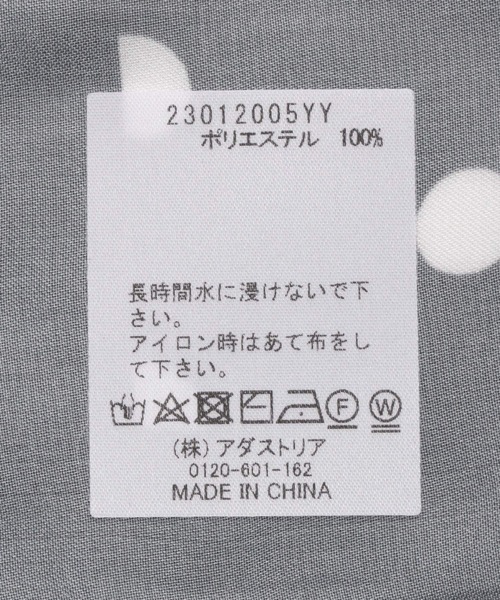 23012005YY
ポリエステル 100%
長時間水に漬けないで下
さい。
アイロン時はあて布をし
て下さい。
F W
(株)アダストリア
0120-601-162
MADE IN CHINA